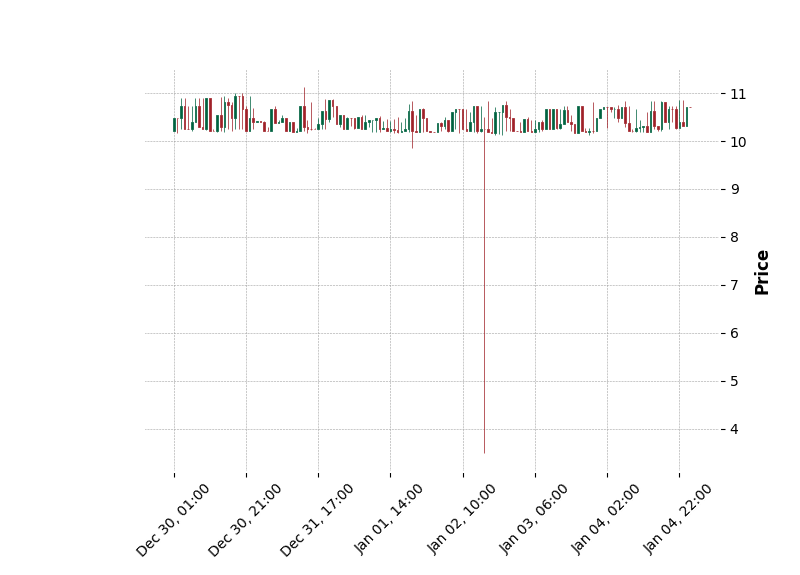 11
10
9
8
7
6
5
4
Price
Dec 30, 01:00
Dec 30, 21:00
Dec 31, 17:00
Jan 01, 14:00
Jan 02, 10:00
Jan 03, 06:00
Jan 04, 02:00
Jan 04, 22:00